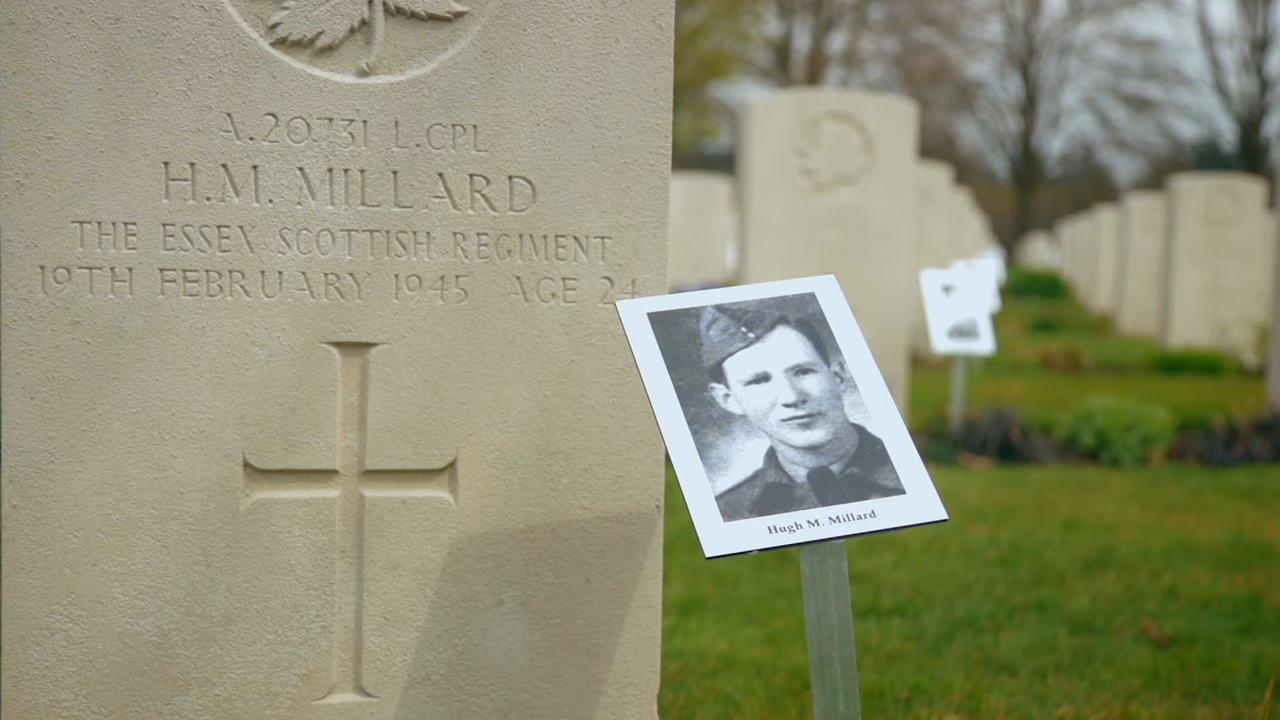 A.20731 L.CPL
H.M. MILLARD
THE ESSEX SCOTTISH REGIMENT
19TH FEBRUARY 1945 AGE 24
Hugh M. Millard